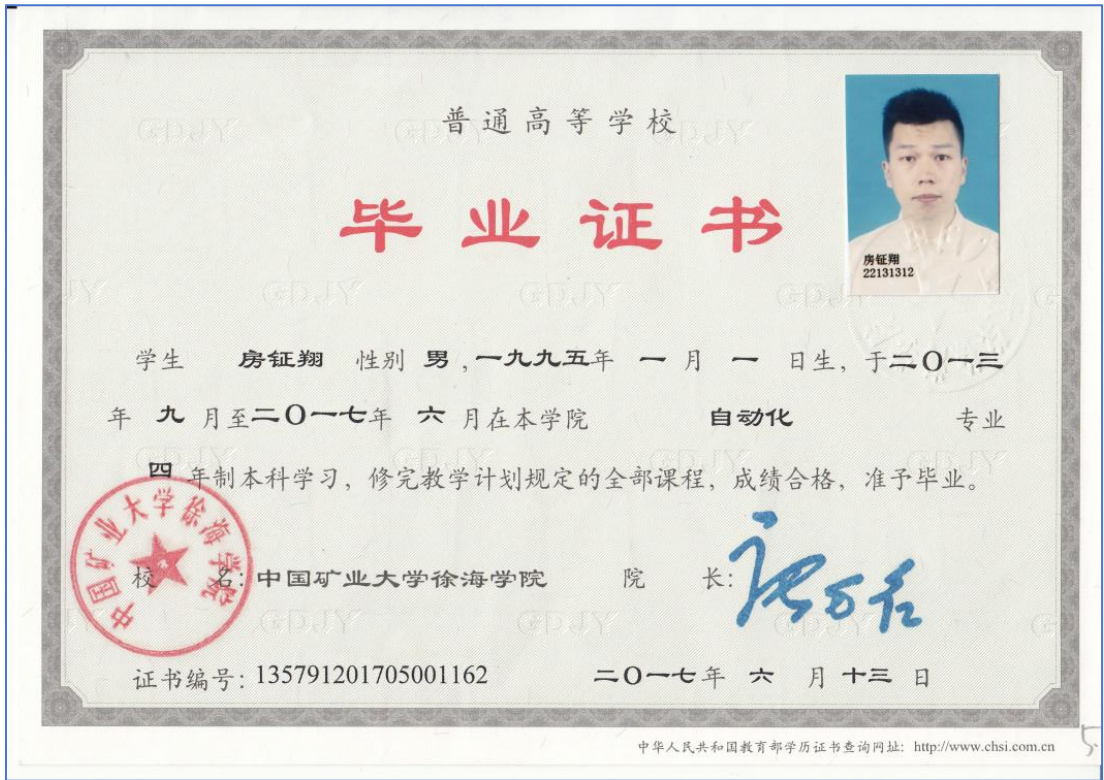 普通高等学校
毕业证书
房钲翔
22131312
学生 房钲翔 性别 男，一九九五年 一 月 一 日生，于二〇一三
年 九 月至二〇一七年 六 月在本学院 自动化 专业
四 年制本科学习，修完教学计划规定的全部课程，成绩合格，准予毕业。
中国矿业大学徐海学院
校 名：中国矿业大学徐海学院 院 长：
证书编号：135791201705001162 二〇一七年 六 月 十三 日
中华人民共和国教育部学历证书查询网址：http://www.chsi.com.cn
GDJY